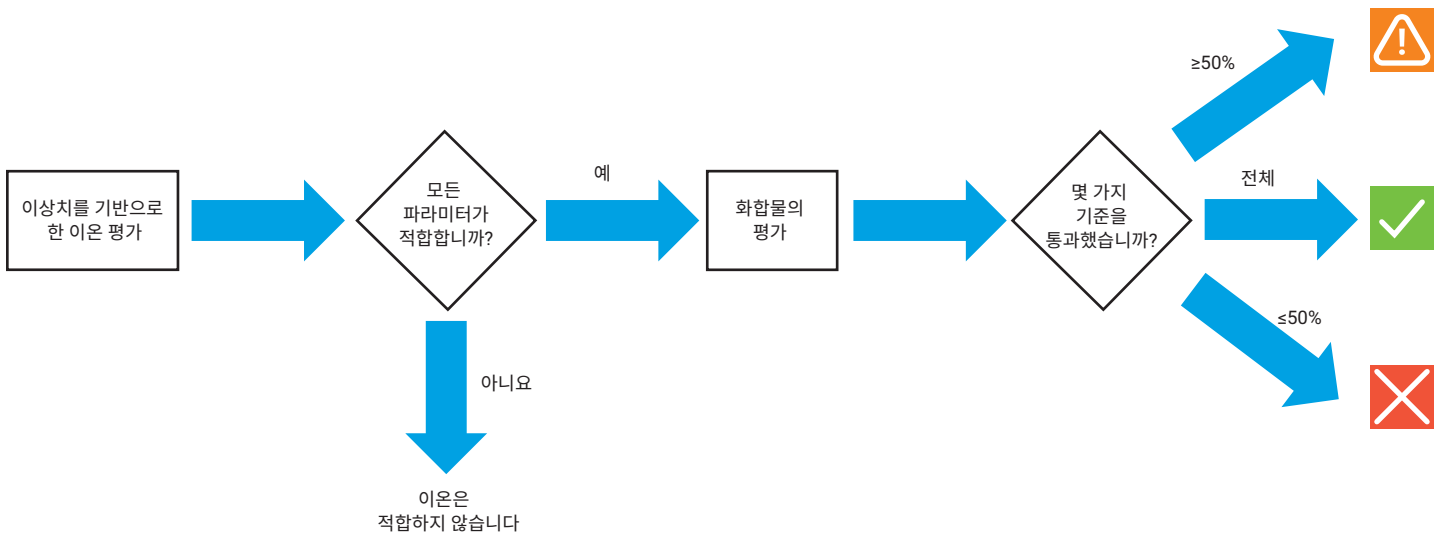 이상치를 기반으로
한 이온 평가
모든
파라미터가
적합합니까?
예
아니요
이온은
적합하지 않습니다
화합물의
평가
몇 가지
기준을
통과했습니까?
≥50%
전체
≤50%